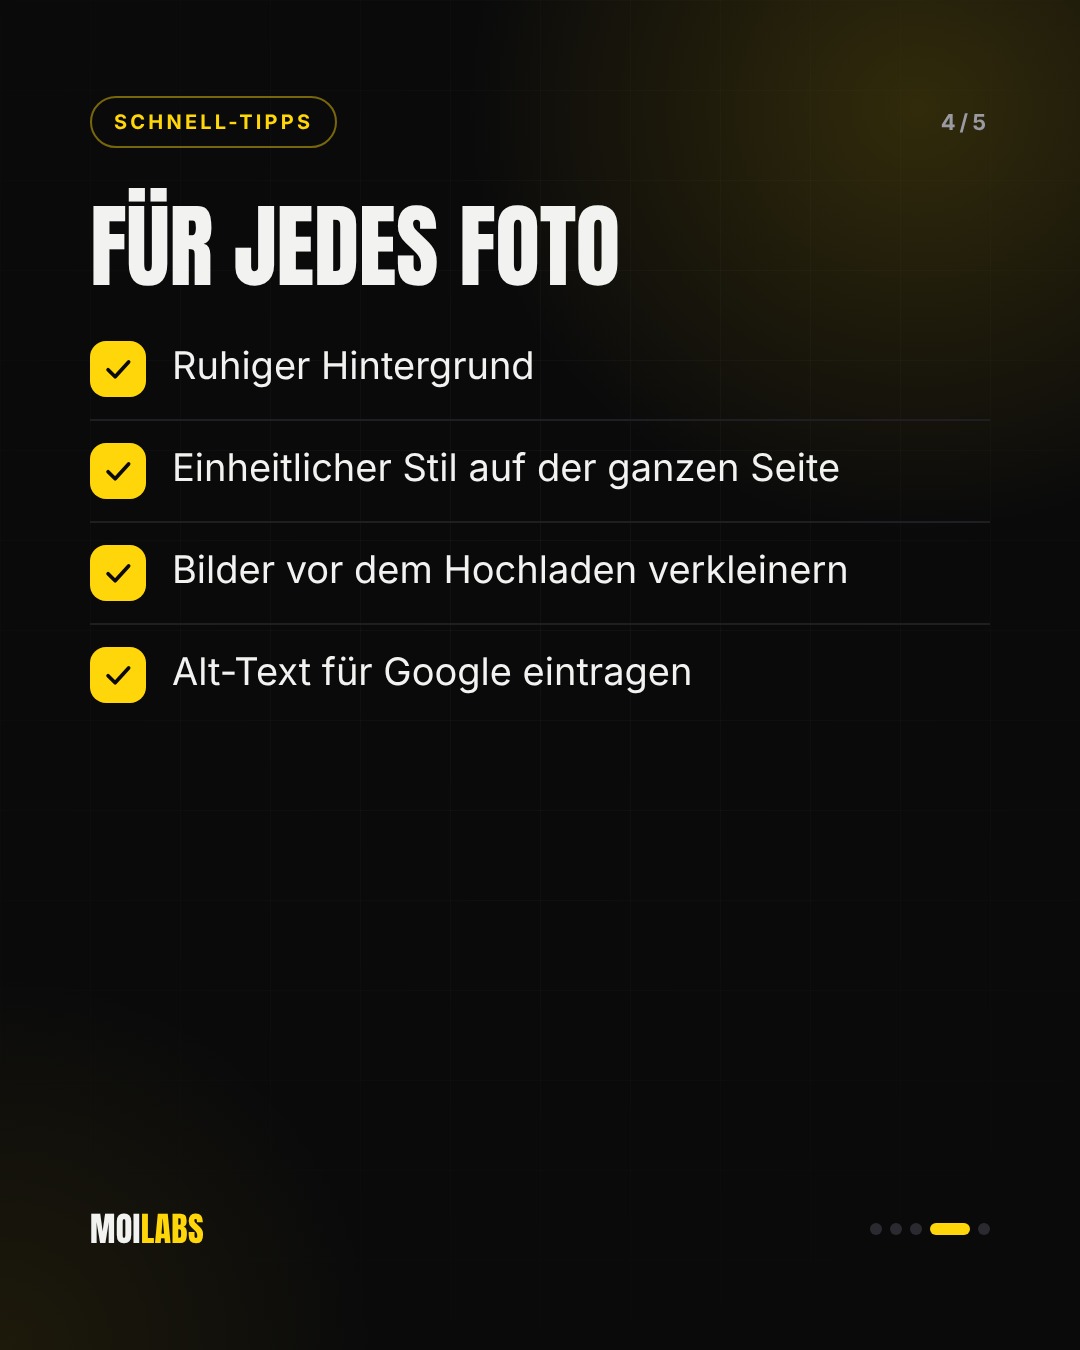 SCHNELL-TIPPS
4/5
FÜR JEDES FOTO
Ruhiger Hintergrund
Einheitlicher Stil auf der ganzen Seite
Bilder vor dem Hochladen verkleinern
Alt-Text für Google eintragen
MOILABS